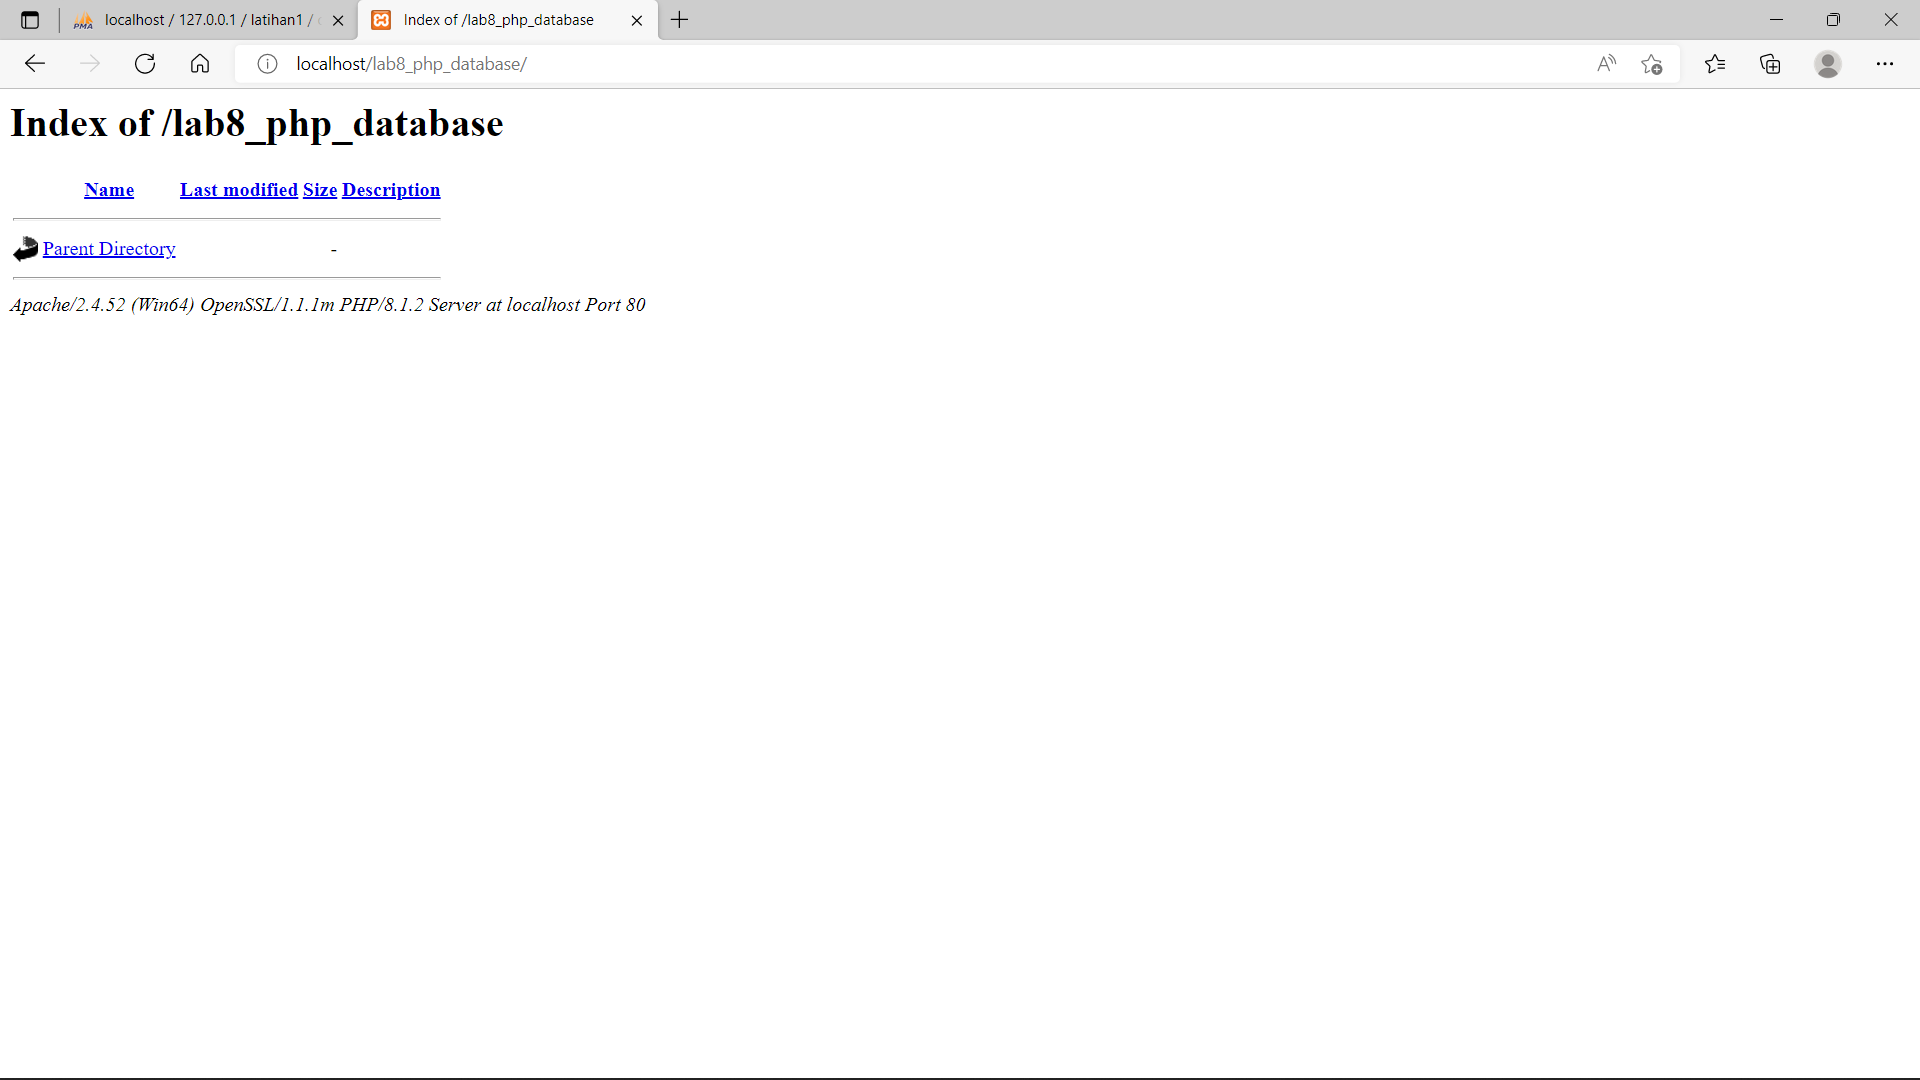 PMA
localhost / 127.0.0.1 / latihan1 /
Index of /lab8_php_database
localhost/lab8_php_database/
Index of /lab8_php_database
Name Last modified Size Description
Parent Directory -
Apache/2.4.52 (Win64) OpenSSL/1.1.1m PHP/8.1.2 Server at localhost Port 80